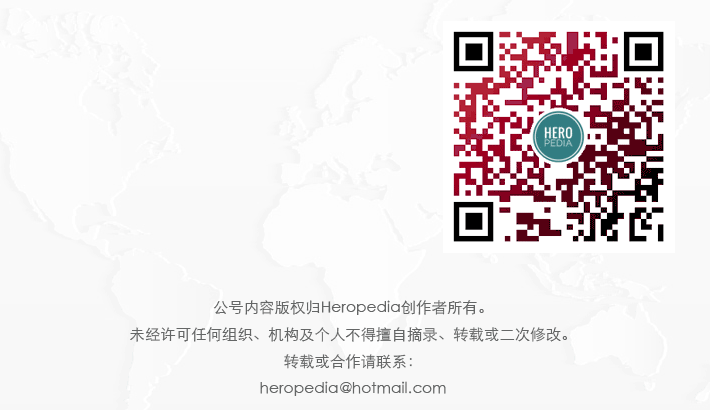 HERO
PEDIA
公号内容版权归Heropedia创作者所有。
未经许可任何组织、机构及个人不得擅自摘录、转载或二次修改。
转载或合作请联系：
heropedia@hotmail.com